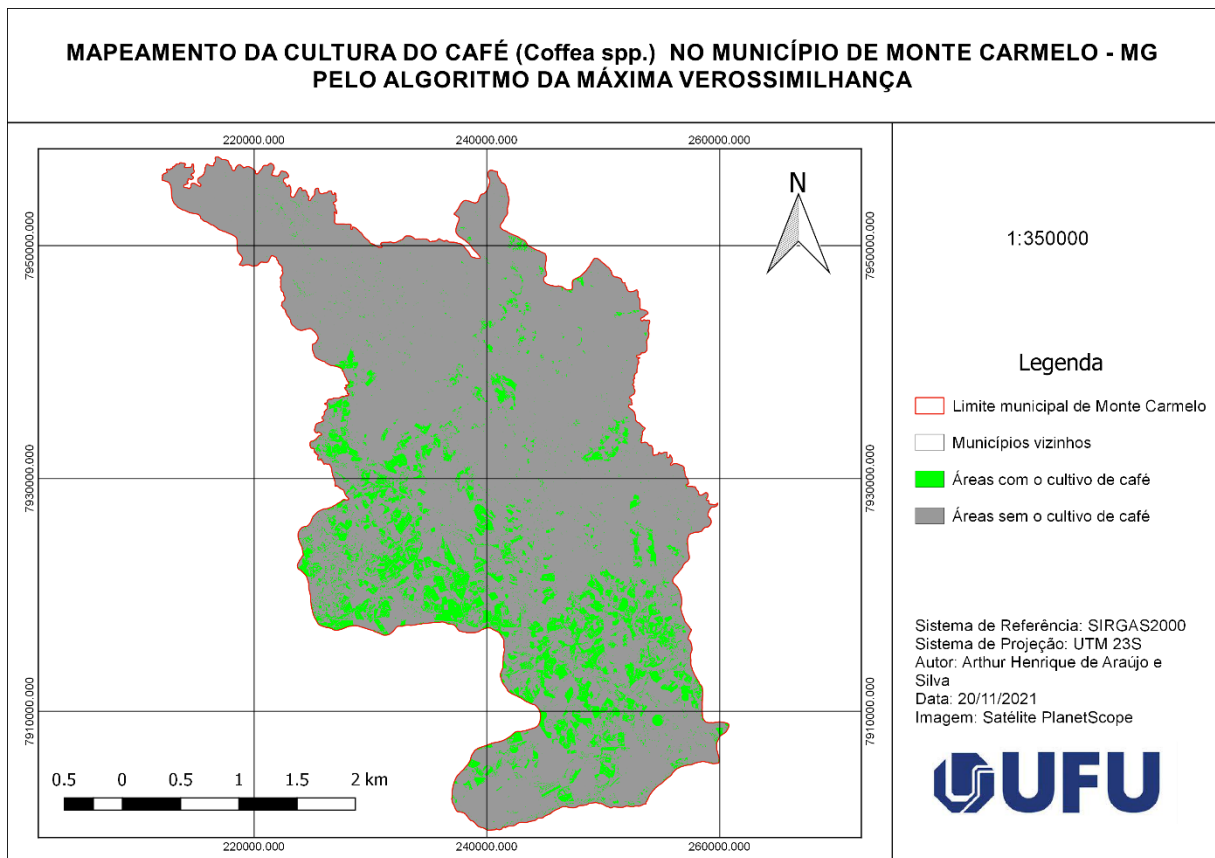 MAPEAMENTO DA CULTURA DO CAFÉ (Coffea spp.) NO MUNICÍPIO DE MONTE CARMELO - MG
PELO ALGORITMO DA MÁXIMA VEROSSIMILHANÇA
220000.000 240000.000 260000.000
N
7950000.000 7950000.000
7930000.000 7930000.000
7910000.000 7910000.000
0.5 0 0.5 1 1.5 2 km
220000.000 240000.000 260000.000
1:350000
Legenda
Limite municipal de Monte Carmelo
Municípios vizinhos
Áreas com o cultivo de café
Áreas sem o cultivo de café
Sistema de Referência: SIRGAS2000
Sistema de Projeção: UTM 23S
Autor: Arthur Henrique de Araújo e
Silva
Data: 20/11/2021
Imagem: Satélite PlanetScope
UFU